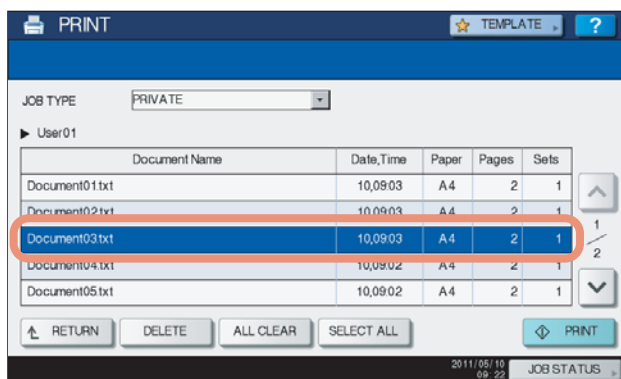 PRINT TEMPLATE ?
JOB TYPE PRIVATE
User01
Document Name Date,Time Paper Pages Sets
Document01.txt 10,09:03 A4 2 1
Document02.txt 10,09:03 A4 2 1
Document03.txt 10,09:03 A4 2 1
Document04.txt 10,09:02 A4 2 1
Document05.txt 10,09:02 A4 2 1
1
2
RETURN DELETE ALL CLEAR SELECT ALL PRINT
2011/05/10
09:22 JOB STATUS